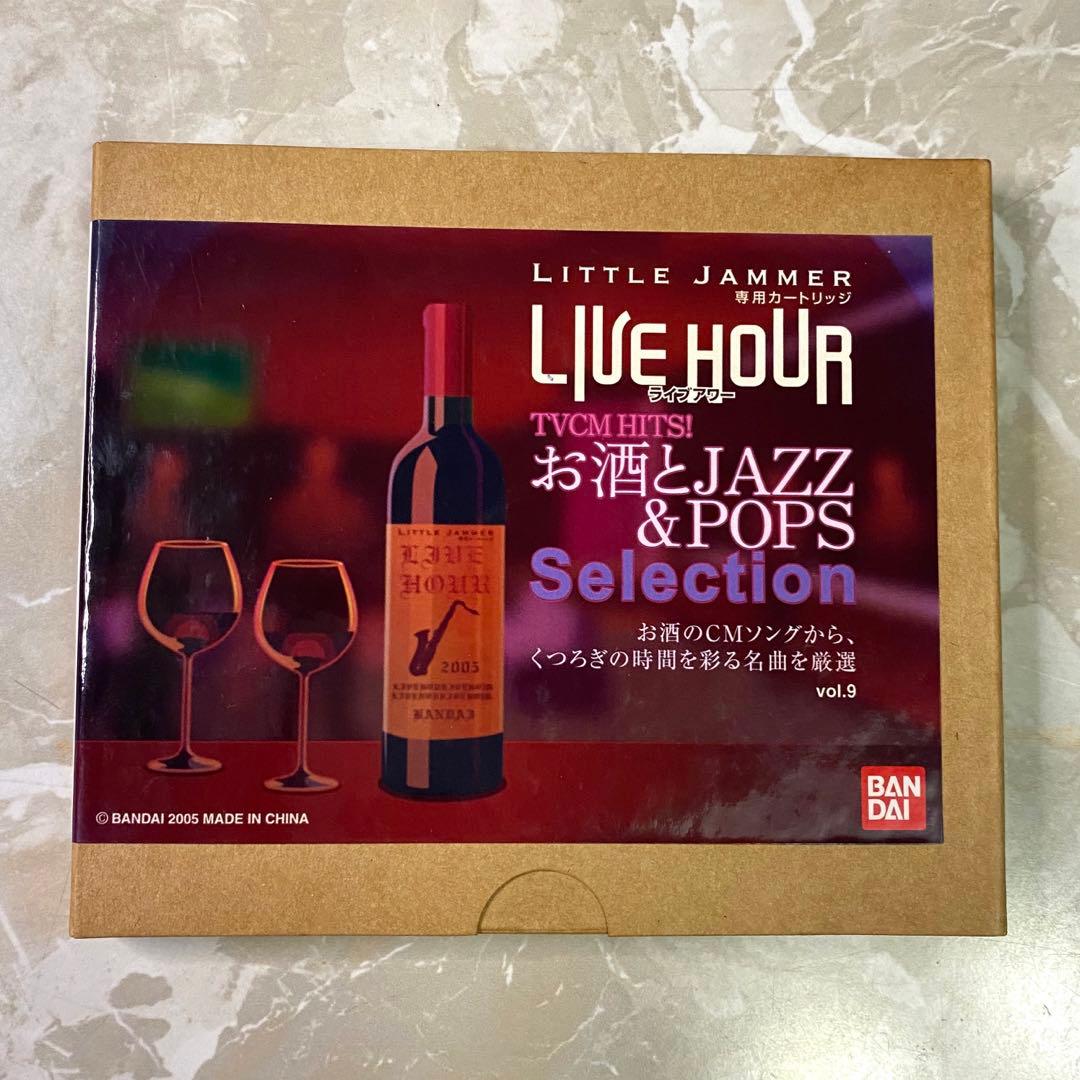 LITTLE JAMMER
専用カートリッジ
LIVE HOUR
ライブアワー
TVCM HITS!
お酒とJAZZ
&POPS
Selection
お酒のCMソングから、
くつろぎの時間を彩る名曲を厳選
vol.9
LITTLE JAMMER
LIVE
HOUR
2005
BANDAI
BAN
DAI
© BANDAI 2005 MADE IN CHINA